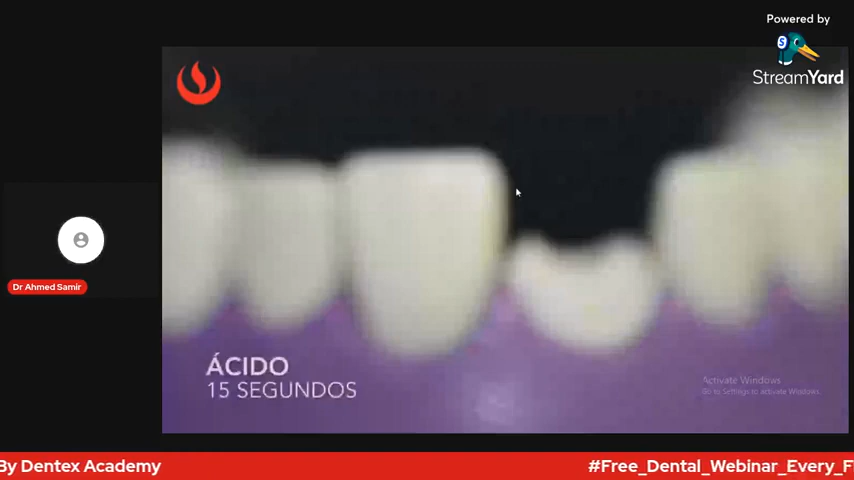 Powered by
StreamYard
Dr Ahmed Samir
ÁCIDO
15 SEGUNDOS
Activate Windows
Go to Settings to activate Windows.
By Dentex Academy
#Free_Dental_Webinar_Every_F